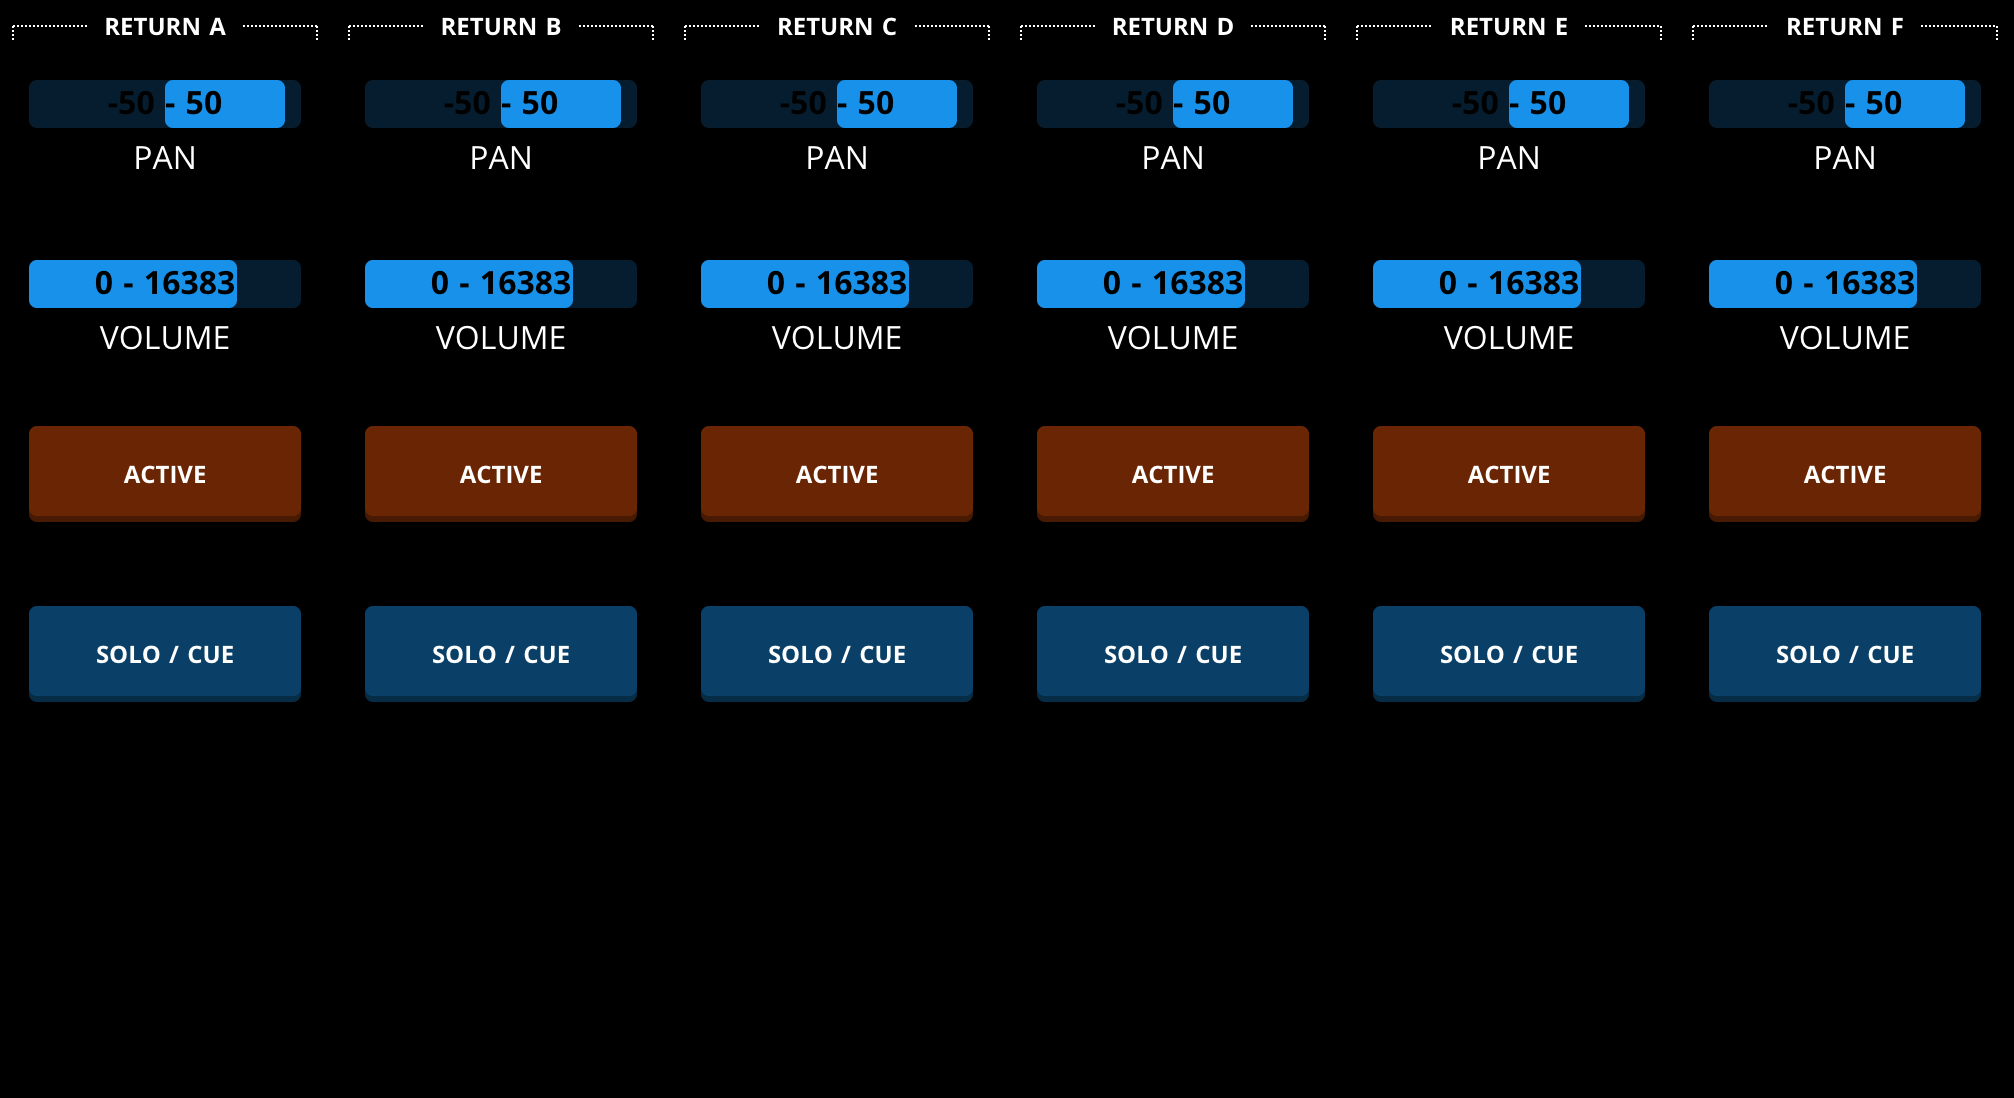 RETURN A RETURN B RETURN C RETURN D RETURN E RETURN F
-50 - 50 -50 - 50 -50 - 50 -50 - 50 -50 - 50 -50 - 50
PAN PAN PAN PAN PAN PAN
0 - 16383 0 - 16383 0 - 16383 0 - 16383 0 - 16383 0 - 16383
VOLUME VOLUME VOLUME VOLUME VOLUME VOLUME
ACTIVE ACTIVE ACTIVE ACTIVE ACTIVE ACTIVE
SOLO / CUE SOLO / CUE SOLO / CUE SOLO / CUE SOLO / CUE SOLO / CUE